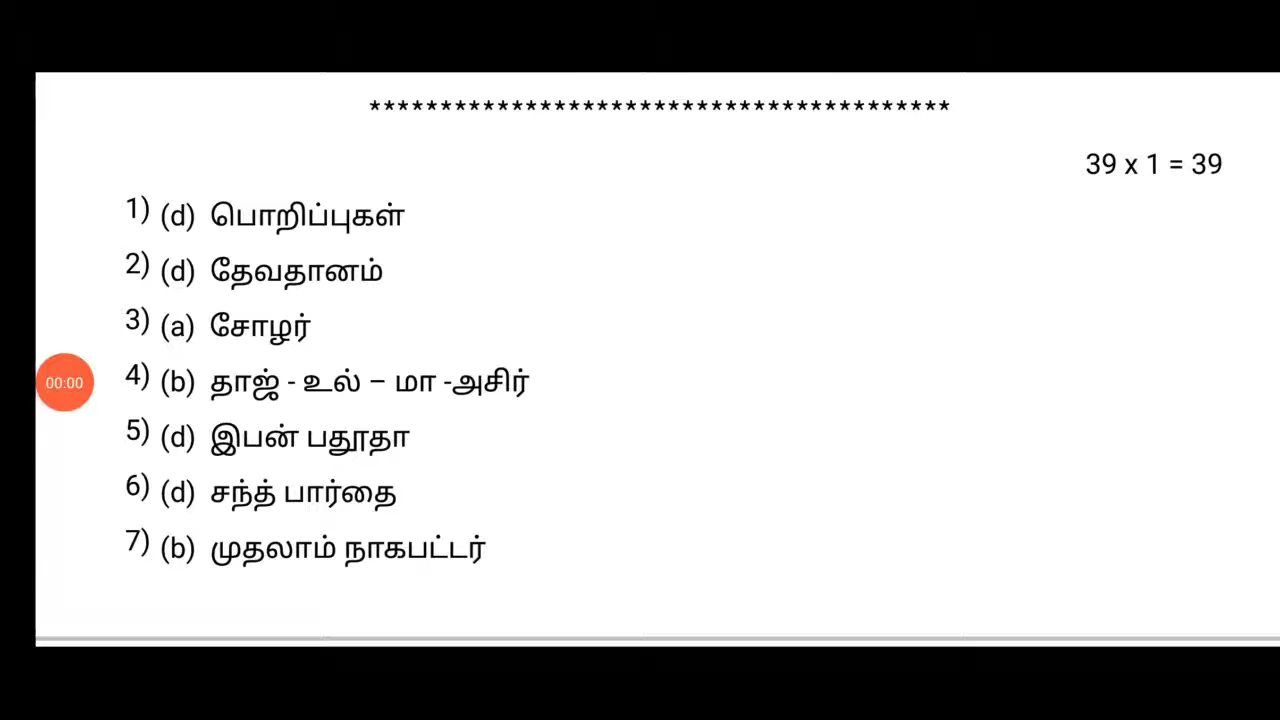 *****************************************
39 x 1 = 39
1) (d) பொறிப்புகள்
2) (d) தேவதானம்
3) (a) சோழர்
00:00
4) (b) தாஜ் - உல் – மா -அசிர்
5) (d) இபன் பதூதா
6) (d) சந்த் பார்தை
7) (b) முதலாம் நாகபட்டர்